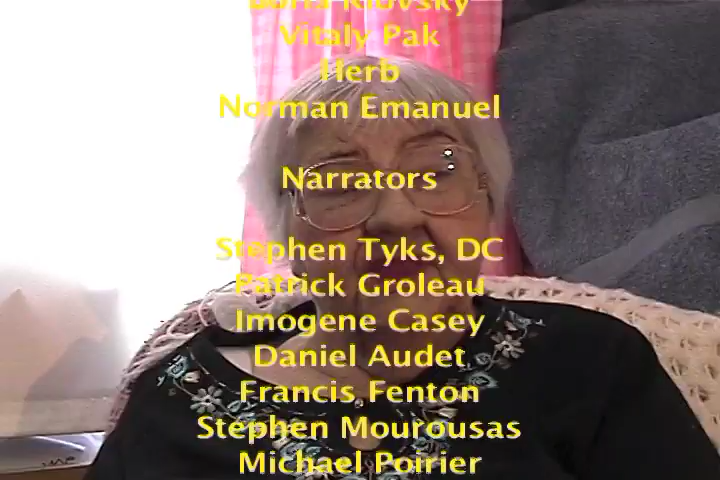 Vitaly Pak
Herb
Norman Emanuel
Narrators
Stephen Tyks, DC
Patrick Groleau
Imogene Casey
Daniel Audet
Francis Fenton
Stephen Mourousas
Michael Poirier